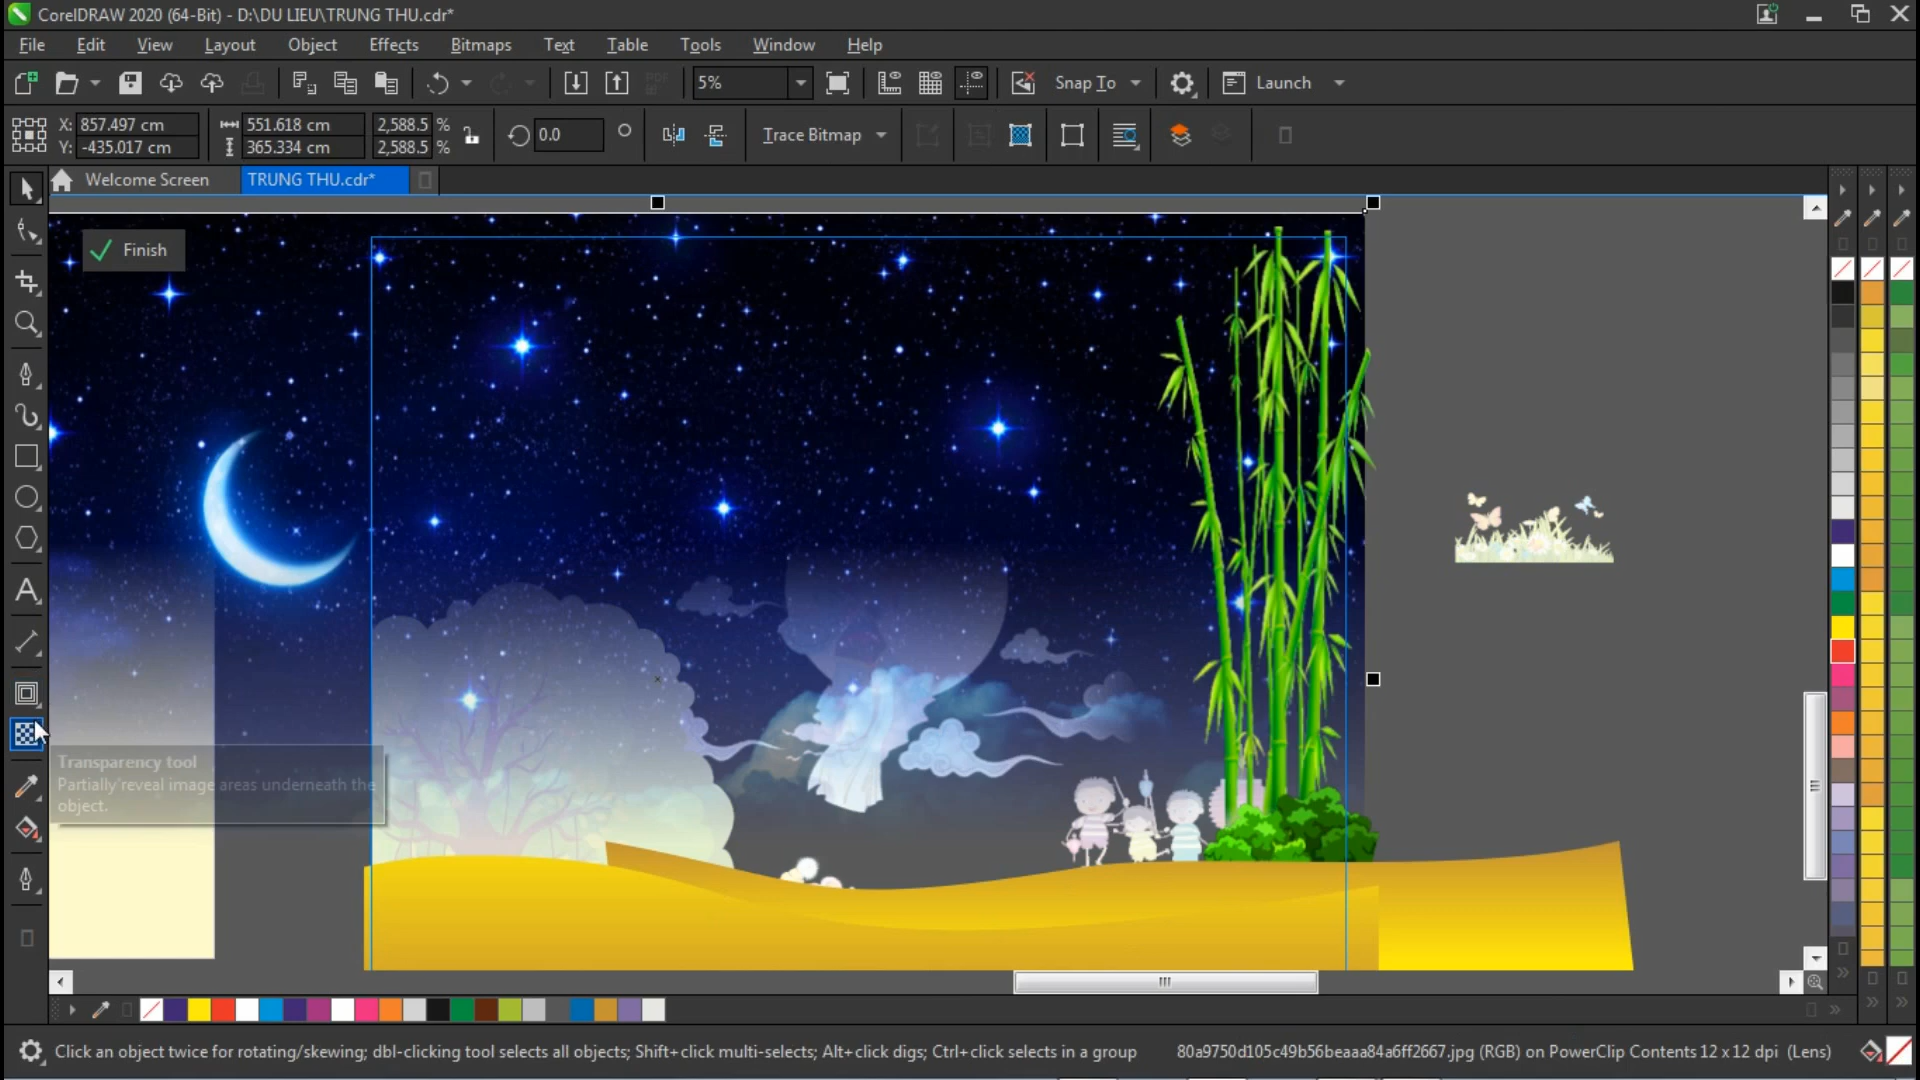 CorelDRAW 2020 (64-Bit) - D:\DU LIEU\TRUNG THU.cdr*
File Edit View Layout Object Effects Bitmaps Text Table Tools Window Help
5% Snap To Launch
X: 857.497 cm 551.618 cm 2,588.5 % 0.0 Trace Bitmap
Y: -435.017 cm 365.334 cm 2,588.5 %
Welcome Screen TRUNG THU.cdr*
Finish
Transparency tool
Partially reveal image areas underneath the
object.
Click an object twice for rotating/skewing; dbl-clicking tool selects all objects; Shift+click multi-selects; Alt+click digs; Ctrl+click selects in a group 80a9750d105c49b56beaaa84a6ff2667.jpg (RGB) on PowerClip Contents 12 x 12 dpi (Lens)